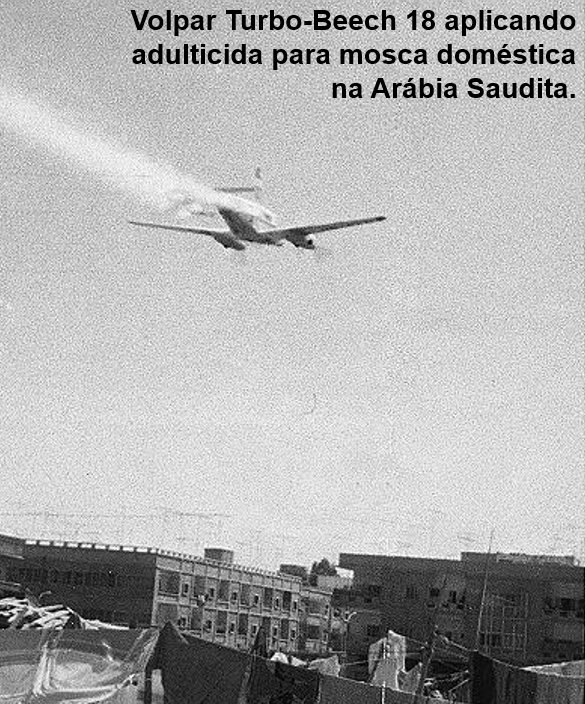 Volpar Turbo-Beech 18 aplicando
adulticida para mosca doméstica
na Arábia Saudita.